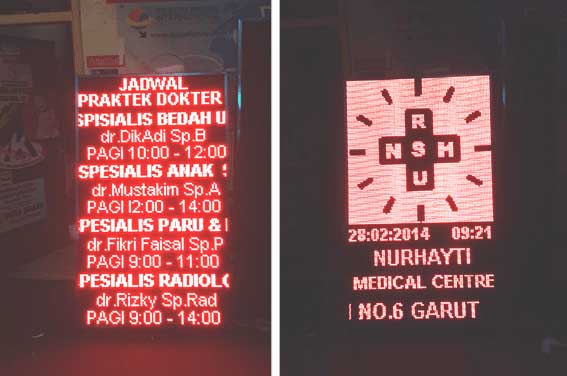 JADWAL
PRAKTEK DOKTER
SPISIALIS BEDAH U
dr.DikAdi Sp.B
PAGI 10:00 - 12:00
SPESIALIS ANAK S
dr.Mustakim Sp.A
PAGI I2:00 - 14:00
PESIALIS PARU &
dr.Fikri Faisal Sp.P
PAGI 9:00 - 11:00
PESIALIS RADIOLO
dr.Rizky Sp.Rad
PAGI 9:00 - 14:00
R
N S H
U
28:02:2014 09:21
NURHAYTI
MEDICAL CENTRE
NO.6 GARUT